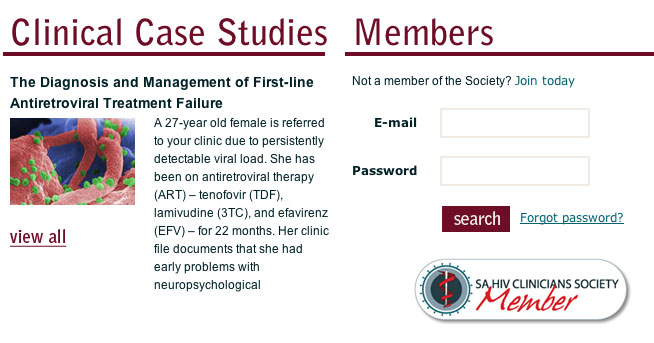 Clinical Case Studies
The Diagnosis and Management of First-line
Antiretroviral Treatment Failure
A 27-year old female is referred
to your clinic due to persistently
detectable viral load. She has
been on antiretroviral therapy
(ART) – tenofovir (TDF),
lamivudine (3TC), and efavirenz
(EFV) – for 22 months. Her clinic
file documents that she had
early problems with
neuropsychological
view all
Members
Not a member of the Society? Join today
E-mail
Password
search Forgot password?
SA HIV CLINICIANS SOCIETY
Member